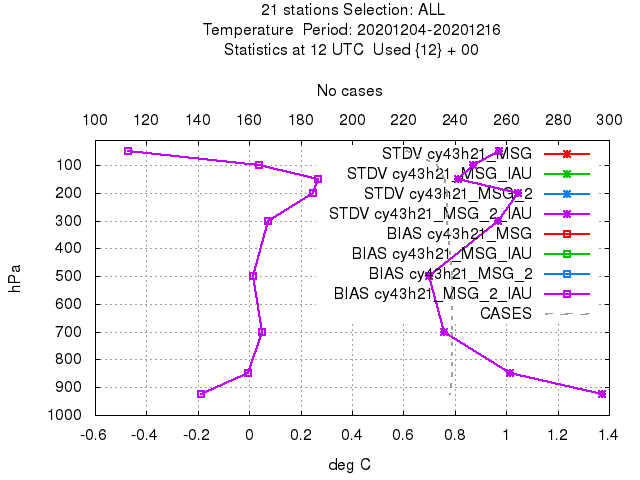 21 stations Selection: ALL
Temperature  Period: 20201204-20201216
Statistics at 12 UTC  Used {12} + 00
No cases
100 120 140 160 180 200 220 240 260 280 300
STDV cy43h21_MSG
STDV cy43h21_MSG_IAU
STDV cy43h21_MSG_2
STDV cy43h21_MSG_2_IAU
BIAS cy43h21_MSG
BIAS cy43h21_MSG_IAU
BIAS cy43h21_MSG_2
BIAS cy43h21_MSG_2_IAU
CASES
hPa
100
200
300
400
500
600
700
800
900
1000
-0.6 -0.4 -0.2 0 0.2 0.4 0.6 0.8 1 1.2 1.4
deg C